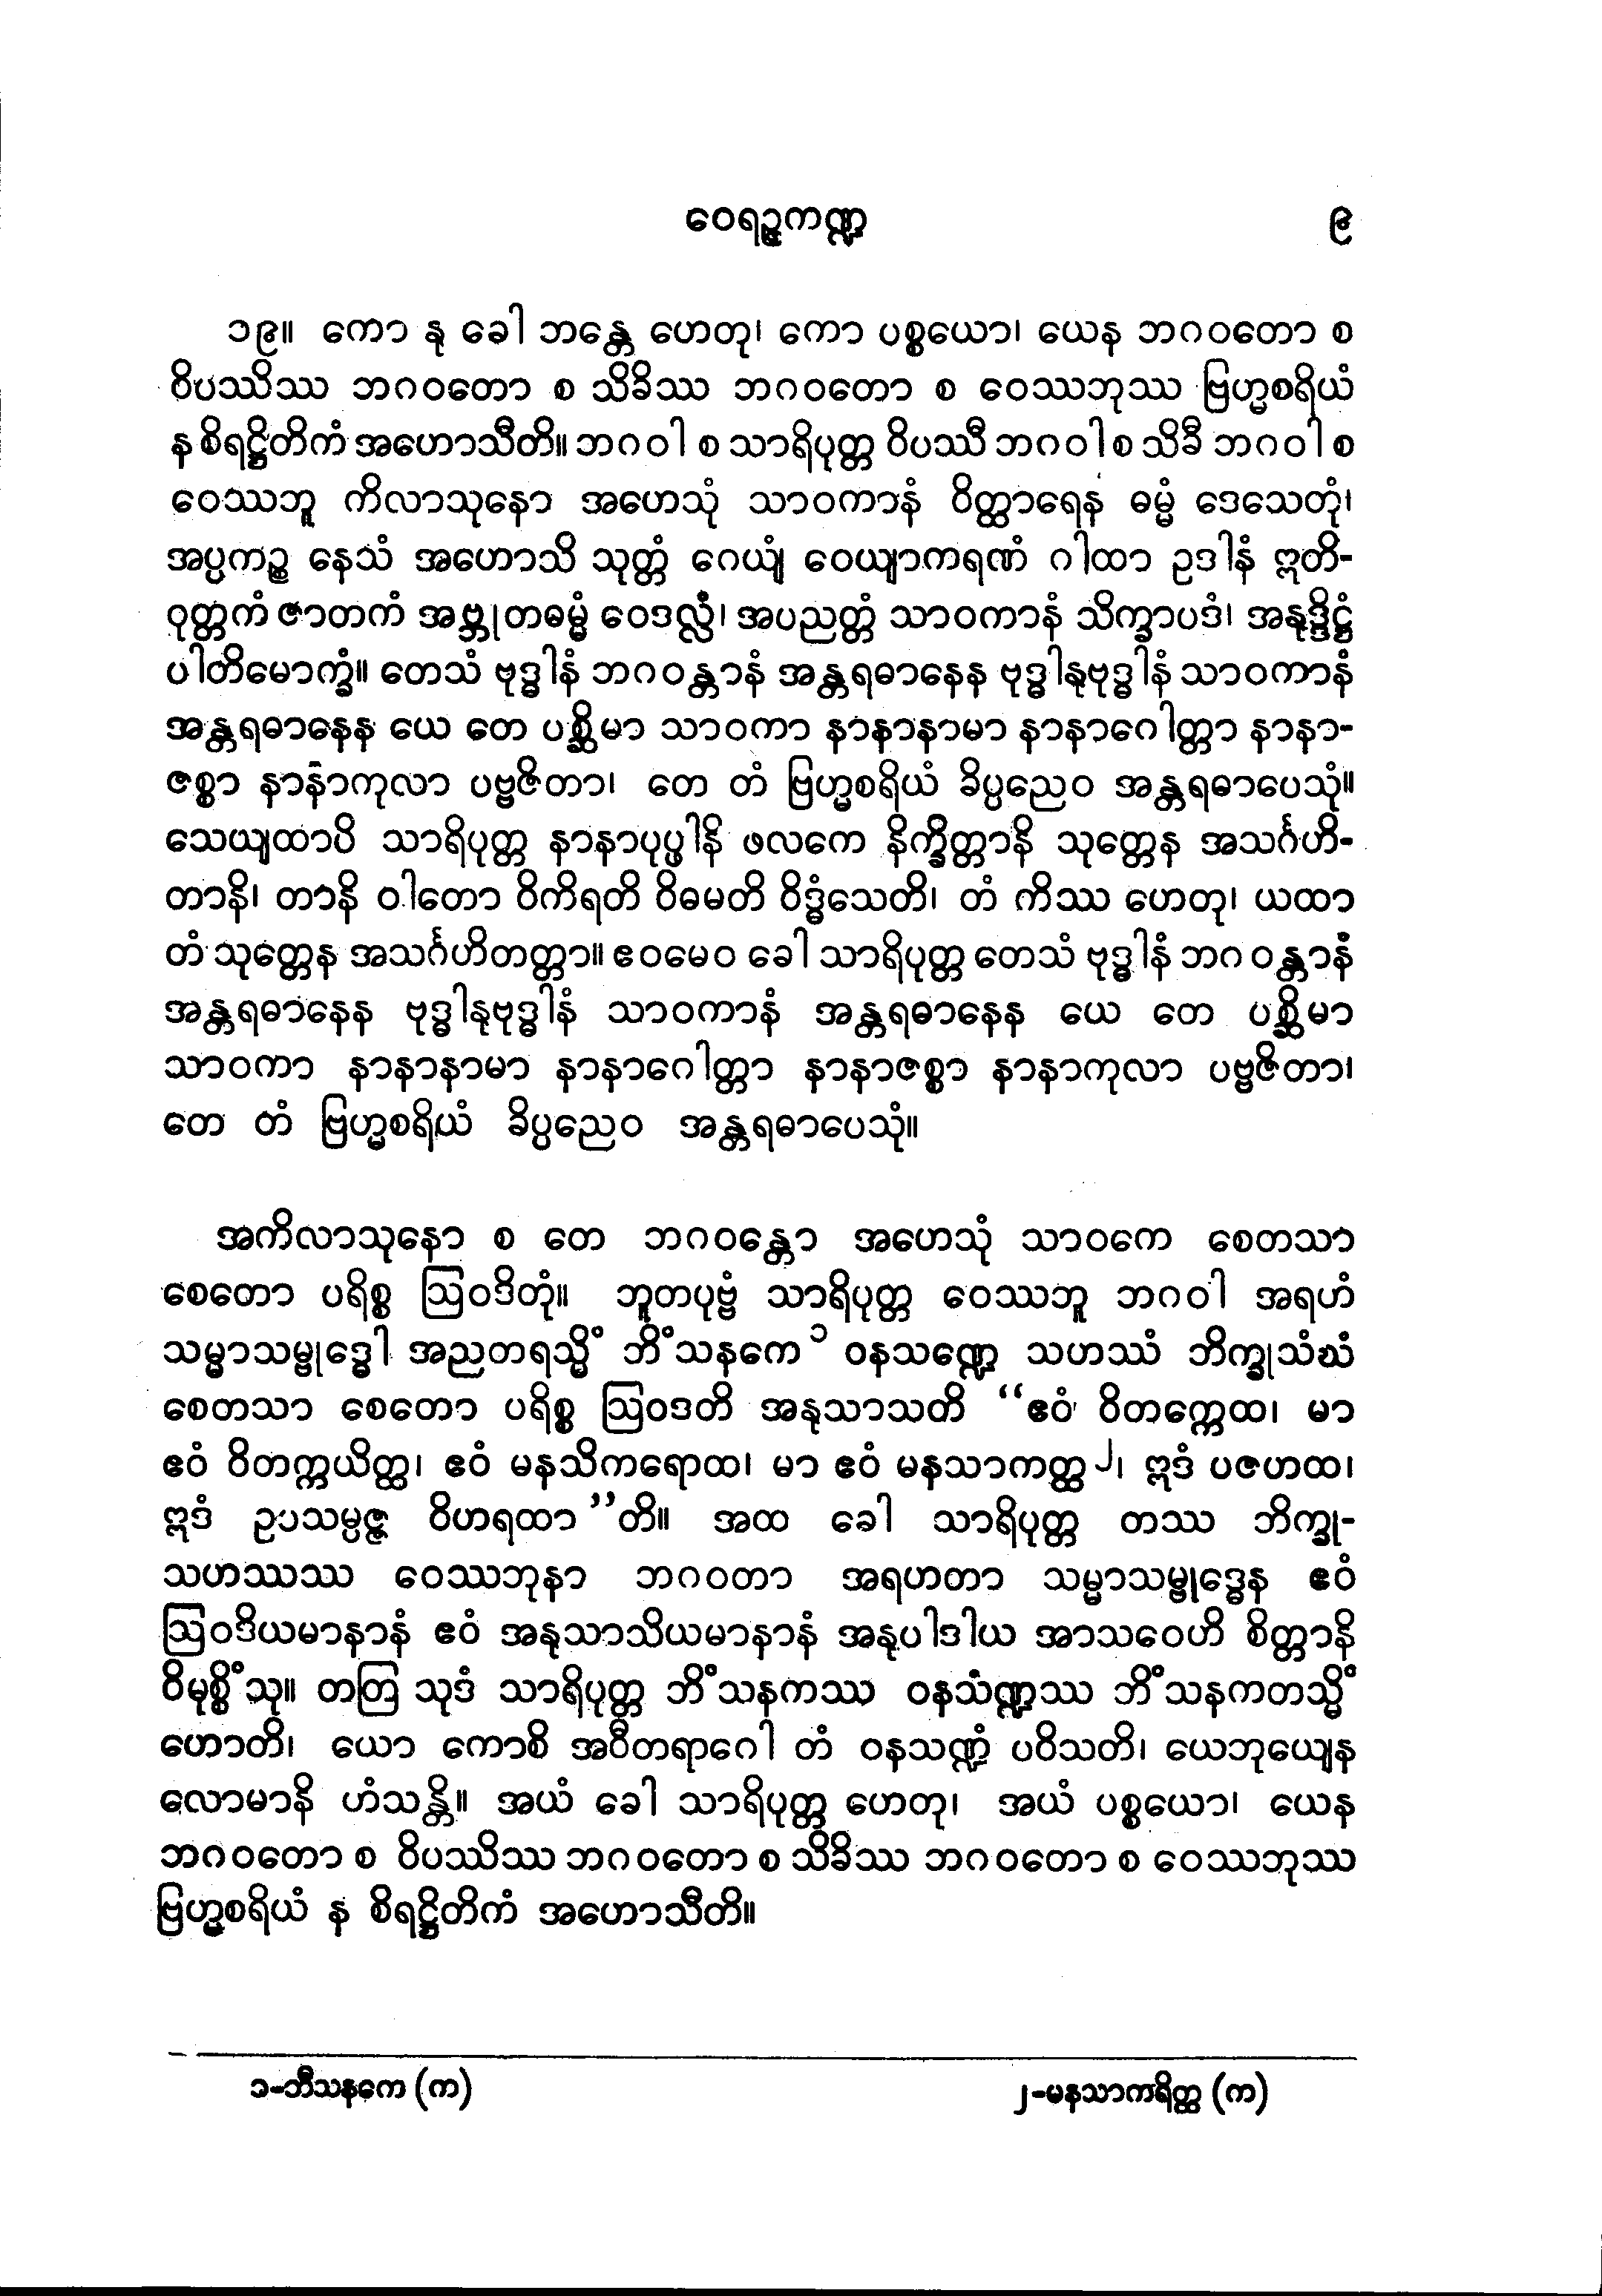 ဝေရဉ္ဇကဏ္ဍ ၉
၁၉။ ကော နု ခေါ ဘန္တေ ဟေတု၊ ကော ပစ္စယော၊ ယေန ဘဂဝတော စ
ဝိပဿိဿ ဘဂဝတော စ သိခိဿ ဘဂဝတော စ ဝေဿဘုဿ ဗြဟ္မစရိယံ
န စိရဋ္ဌိတိကံ အဟောသီတိ။ ဘဂဝါ စ သာရိပုတ္တ ဝိပဿီ ဘဂဝါ စ သိခီ ဘဂဝါ စ
ဝေဿဘူ ကိလာသုနော အဟေသုံ သာဝကာနံ ဝိတ္ထာရေန ဓမ္မံ ဒေသေတုံ၊
အပ္ပကဉ္စ နေသံ အဟောသိ သုတ္တံ ဂေယျံ ဝေယျာကရဏံ ဂါထာ ဥဒါနံ ဣတိ-
ဝုတ္တကံ ဇာတကံ အဗ္ဘုတဓမ္မံ ဝေဒလ္လံ၊ အပညတ္တံ သာဝကာနံ သိက္ခာပဒံ၊ အနုဒ္ဒိဋ္ဌံ
ပါတိမောက္ခံ။ တေသံ ဗုဒ္ဓါနံ ဘဂဝန္တာနံ အန္တရဓာနေန ဗုဒ္ဓါနုဗုဒ္ဓါနံ သာဝကာနံ
အန္တရဓာနေန ယေ တေ ပစ္ဆိမာ သာဝကာ နာနာနာမာ နာနာဂေါတ္တာ နာနာ-
ဇစ္စာ နာနာကုလာ ပဗ္ဗဇိတာ၊ တေ တံ ဗြဟ္မစရိယံ ခိပ္ပညေဝ အန္တရဓာပေသုံ။
သေယျထာပိ သာရိပုတ္တ နာနာပုပ္ဖါနိ ဖလကေ နိက္ခိတ္တာနိ သုတ္တေန အသင်္ဂဟိ-
တာနိ၊ တာနိ ဝါတော ဝိကိရတိ ဝိဓမတိ ဝိဒ္ဓံသေတိ၊ တံ ကိဿ ဟေတု၊ ယထာ
တံ သုတ္တေန အသင်္ဂဟိတတ္တာ။ ဧဝမေဝ ခေါ သာရိပုတ္တ တေသံ ဗုဒ္ဓါနံ ဘဂဝန္တာနံ
အန္တရဓာနေန ဗုဒ္ဓါနုဗုဒ္ဓါနံ သာဝကာနံ အန္တရဓာနေန ယေ တေ ပစ္ဆိမာ
သာဝကာ နာနာနာမာ နာနာဂေါတ္တာ နာနာဇစ္စာ နာနာကုလာ ပဗ္ဗဇိတာ၊
တေ တံ ဗြဟ္မစရိယံ ခိပ္ပညေဝ အန္တရဓာပေသုံ။
အကိလာသုနော စ တေ ဘဂဝန္တော အဟေသုံ သာဝကေ စေတသာ
စေတော ပရိစ္စ ဩဝဒိတုံ။ ဘူတပုဗ္ဗံ သာရိပုတ္တ ဝေဿဘူ ဘဂဝါ အရဟံ
သမ္မာသမ္ဗုဒ္ဓေါ အညတရသ္မိံ ဘိံသနကေ ၁ ဝနသဏ္ဍေ သဟဿံ ဘိက္ခုသံဃံ
စေတသာ စေတော ပရိစ္စ ဩဝဒတိ အနုသာသတိ “ဧဝံ ဝိတက္ကေထ၊ မာ
ဧဝံ ဝိတက္ကယိတ္ထ၊ ဧဝံ မနသိကရောထ၊ မာ ဧဝံ မနသာကတ္ထ ၂၊ ဣဒံ ပဇဟထ၊
ဣဒံ ဥပသမ္ပဇ္ဇ ဝိဟရထာ”တိ။ အထ ခေါ သာရိပုတ္တ တဿ ဘိက္ခု-
သဟဿဿ ဝေဿဘုနာ ဘဂဝတာ အရဟတာ သမ္မာသမ္ဗုဒ္ဓေန ဧဝံ
ဩဝဒိယမာနာနံ ဧဝံ အနုသာသိယမာနာနံ အနုပါဒါယ အာသဝေဟိ စိတ္တာနိ
ဝိမုစ္စိံသု။ တတြ သုဒံ သာရိပုတ္တ ဘိံသနကဿ ဝနသဏ္ဍဿ ဘိံသနကတသ္မိံ
ဟောတိ၊ ယော ကောစိ အဝီတရာဂေါ တံ ဝနသဏ္ဍံ ပဝိသတိ၊ ယေဘုယျေန
လောမာနိ ဟံသန္တိ။ အယံ ခေါ သာရိပုတ္တ ဟေတု၊ အယံ ပစ္စယော၊ ယေန
ဘဂဝတော စ ဝိပဿိဿ ဘဂဝတော စ သိခိဿ ဘဂဝတော စ ဝေဿဘုဿ
ဗြဟ္မစရိယံ န စိရဋ္ဌိတိကံ အဟောသီတိ။
၁-ဘီသနကေ (က) ၂-မနသာကရိတ္ထ (က)